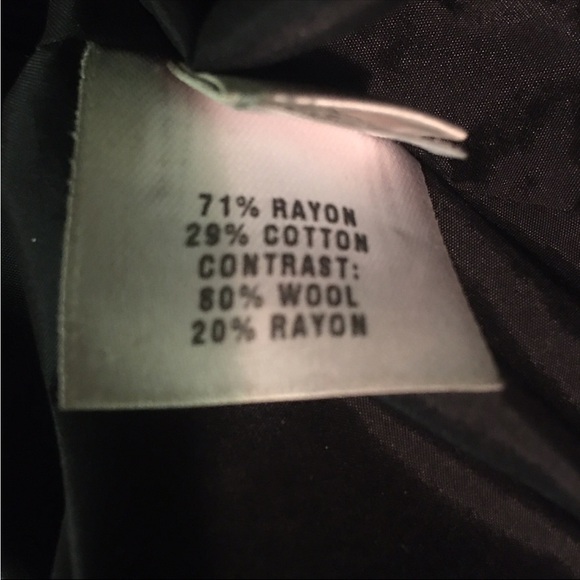 71% RAYON
29% COTTON
CONTRAST:
80% WOOL
20% RAYON